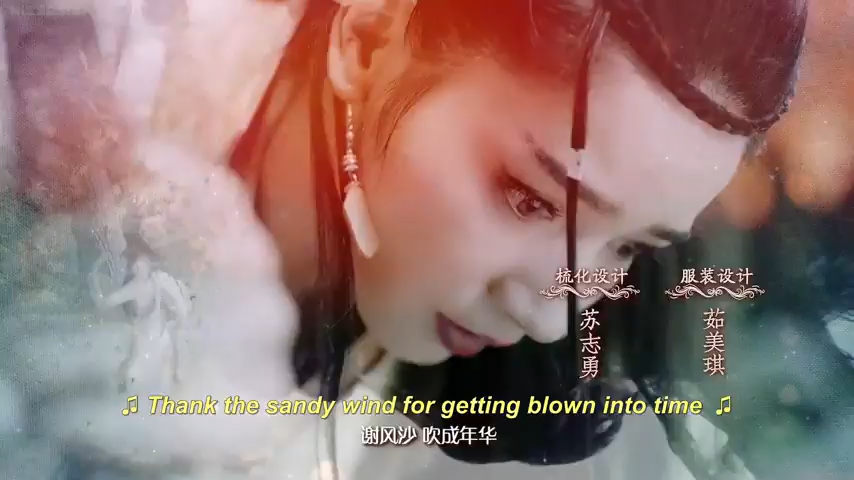 梳化设计
服装设计
苏志勇
茹美琪
♫ Thank the sandy wind for getting blown into time ♫
谢风沙 吹成年华